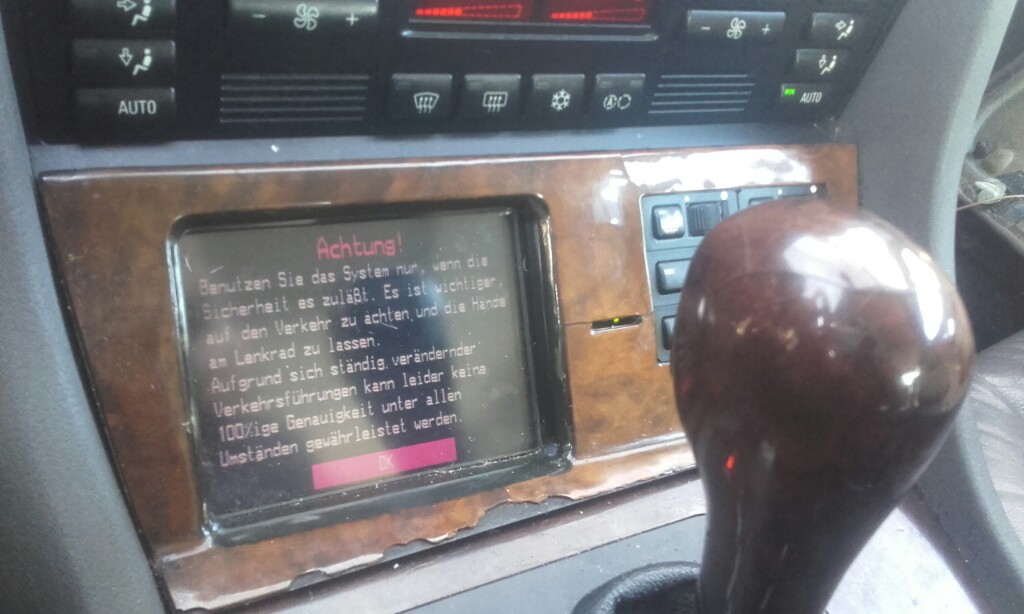 AUTO
AUTO
Achtung!
Benutzen Sie das System nur, wenn die
Sicherheit es zuläßt. Es ist wichtiger,
auf den Verkehr zu achten und die Hände
am Lenkrad zu lassen.
Aufgrund sich ständig verändernder
Verkehrsführungen kann leider keine
100%ige Genauigkeit unter allen
Umständen gewährleistet werden.
OK